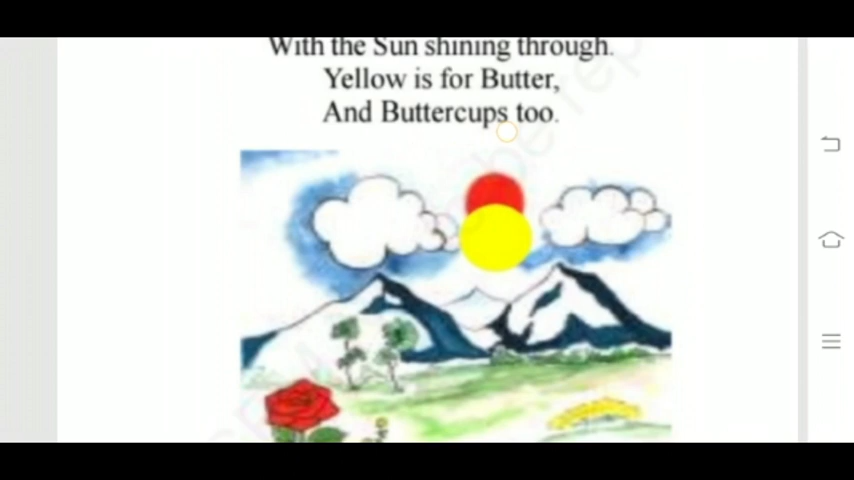 With the Sun shining through.
Yellow is for Butter,
And Buttercups too.